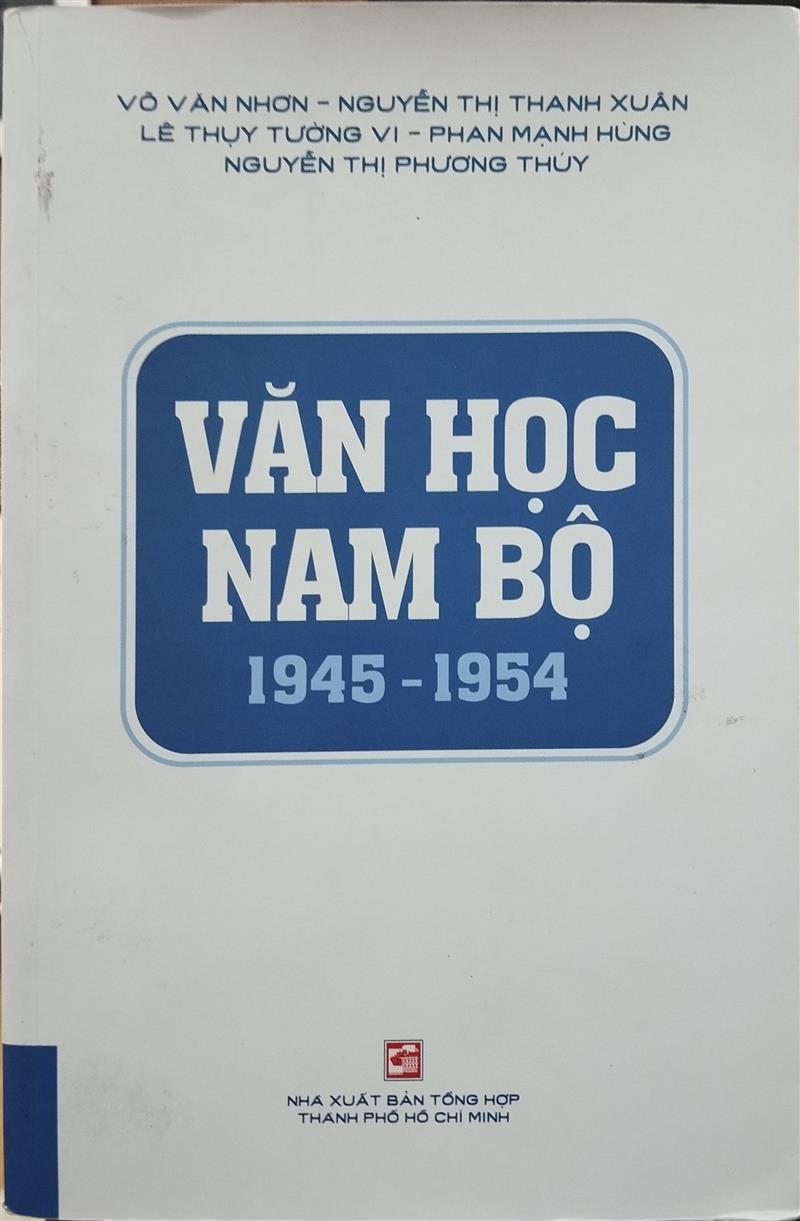 VÕ VĂN NHƠN - NGUYỄN THỊ THANH XUÂN
LÊ THỤY TƯỜNG VI - PHAN MẠNH HÙNG
NGUYỄN THỊ PHƯƠNG THÚY
VĂN HỌC
NAM BỘ
1945 - 1954
NHÀ XUẤT BẢN TỔNG HỢP
THÀNH PHỐ HỒ CHÍ MINH